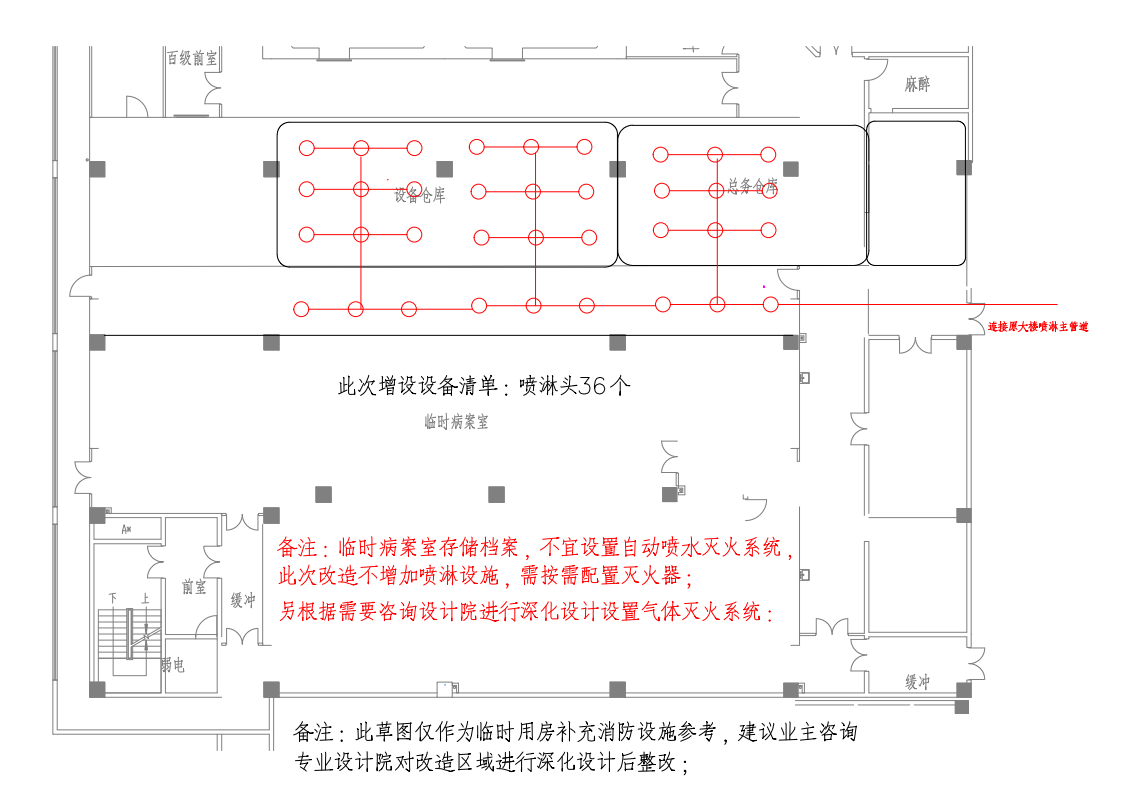 百级前室
麻醉
设备仓库
总务仓库
连接原大楼喷淋主管道
此次增设设备清单：喷淋头36个
临时病案室
备注：临时病案室存储档案，不宜设置自动喷水灭火系统，
此次改造不增加喷淋设施，需按需配置灭火器；
另根据需要咨询设计院进行深化设计设置气体灭火系统：
前室
下 上
缓冲
弱电
缓冲
备注：此草图仅作为临时用房补充消防设施参考，建议业主咨询
专业设计院对改造区域进行深化设计后整改；